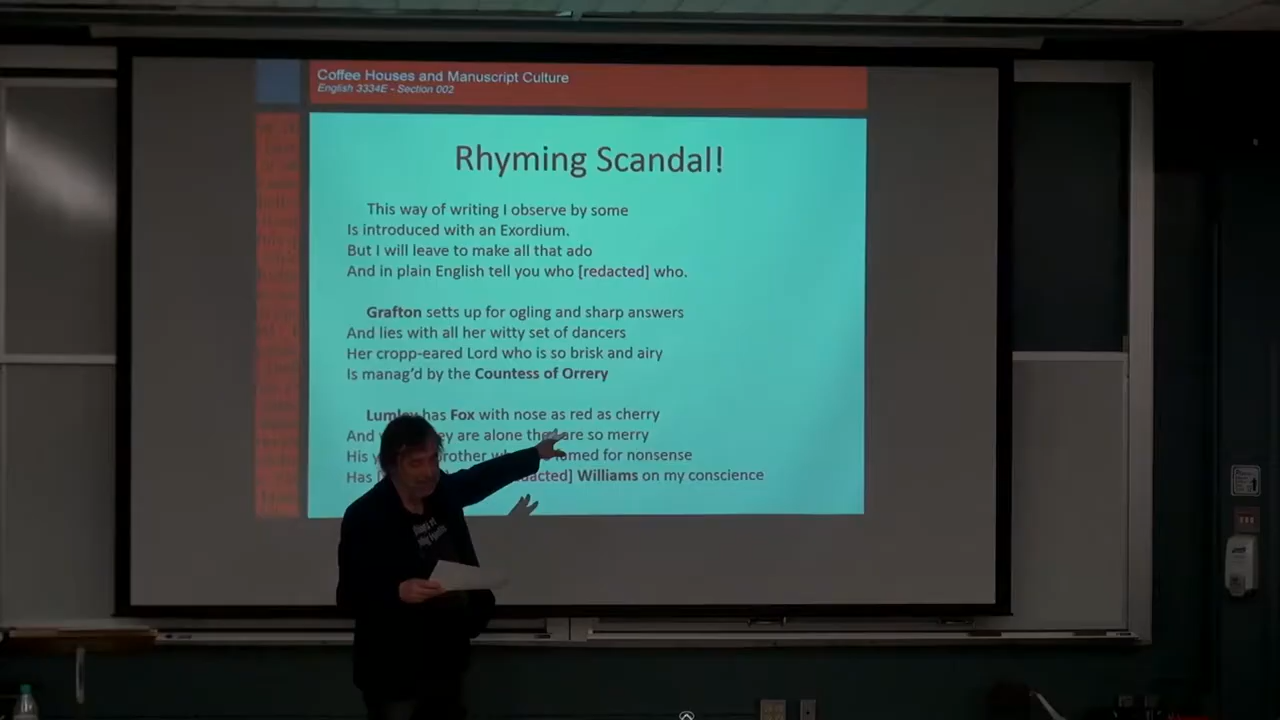 Coffee Houses and Manuscript Culture
English 3334E - Section 002
Rhyming Scandal!
This way of writing I observe by some
Is introduced with an Exordium.
But I will leave to make all that ado
And in plain English tell you who [redacted] who.
Grafton setts up for ogling and sharp answers
And lies with all her witty set of dancers
Her cropp-eared Lord who is so brisk and airy
Is manag'd by the Countess of Orrery
Lumley has Fox with nose as red as cherry
And are alone are so merry
His brother famed for nonsense
Has Williams on my conscience